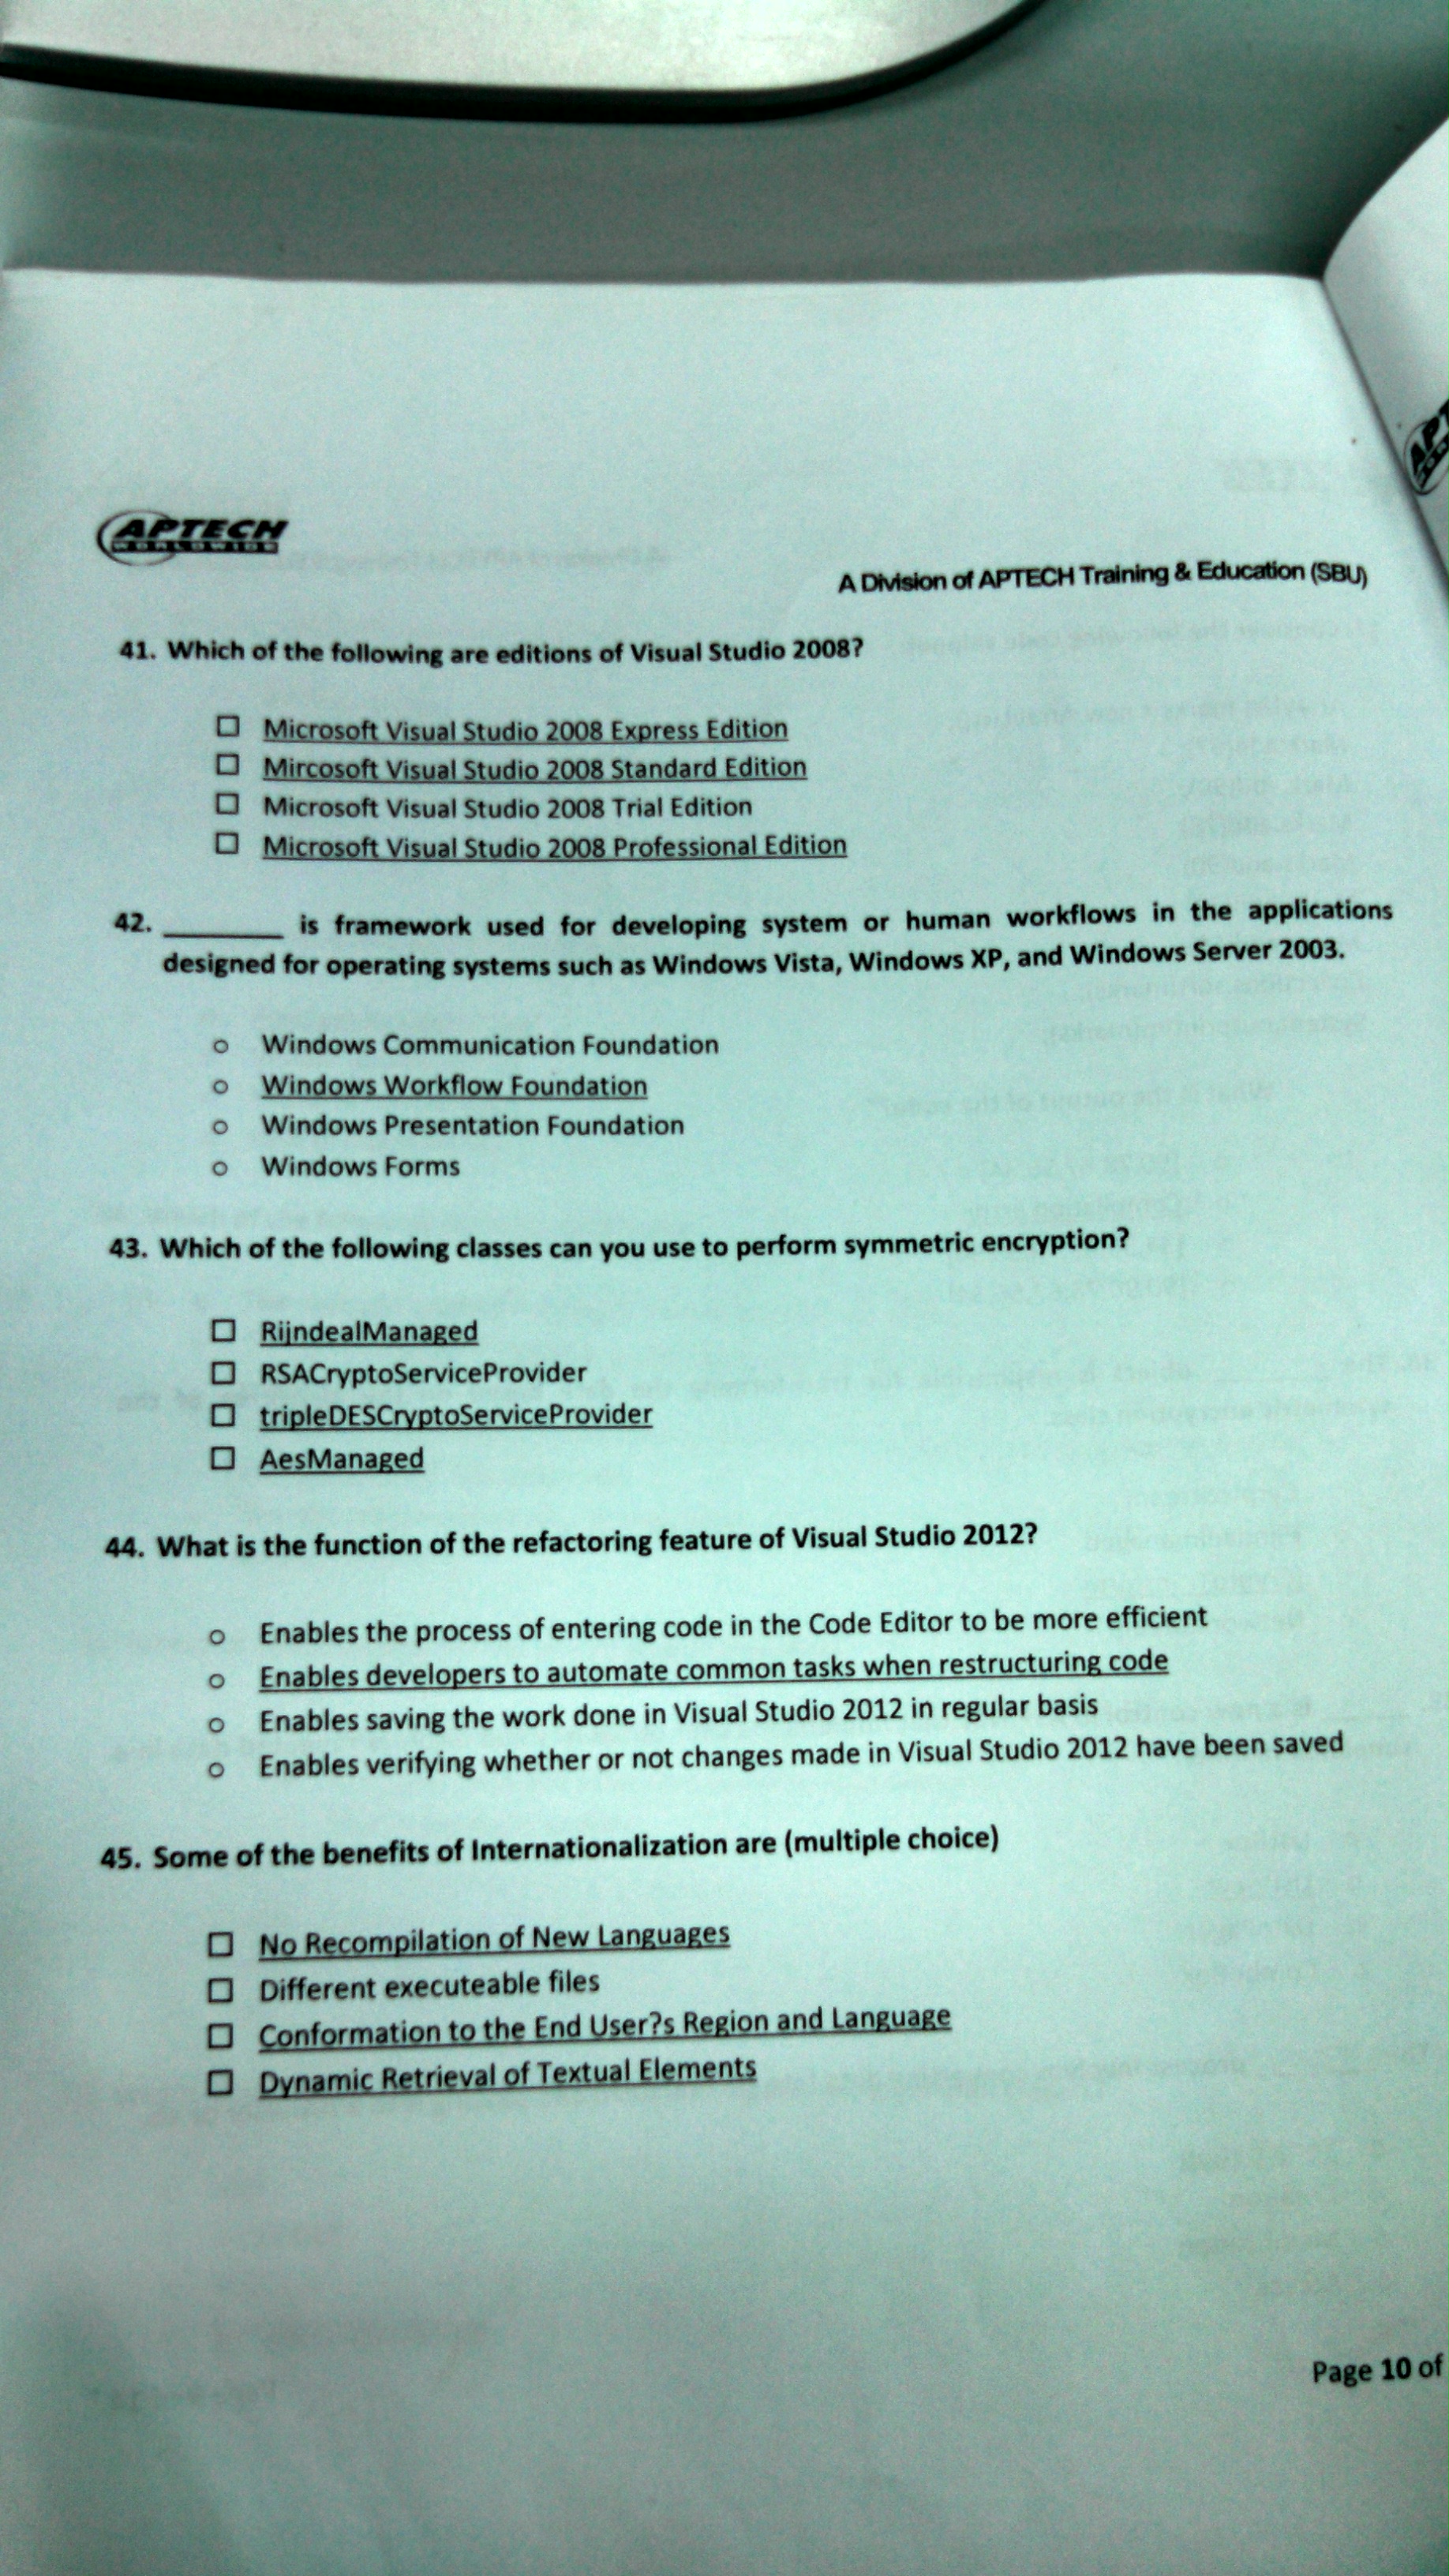 APTECH
A Division of APTECH Training & Education (SBU)
41. Which of the following are editions of Visual Studio 2008?
Microsoft Visual Studio 2008 Express Edition
Mircosoft Visual Studio 2008 Standard Edition
Microsoft Visual Studio 2008 Trial Edition
Microsoft Visual Studio 2008 Professional Edition
42. ________ is framework used for developing system or human workflows in the applications
designed for operating systems such as Windows Vista, Windows XP, and Windows Server 2003.
Windows Communication Foundation
Windows Workflow Foundation
Windows Presentation Foundation
Windows Forms
43. Which of the following classes can you use to perform symmetric encryption?
RijndealManaged
RSACryptoServiceProvider
tripleDESCryptoServiceProvider
AesManaged
44. What is the function of the refactoring feature of Visual Studio 2012?
Enables the process of entering code in the Code Editor to be more efficient
Enables developers to automate common tasks when restructuring code
Enables saving the work done in Visual Studio 2012 in regular basis
Enables verifying whether or not changes made in Visual Studio 2012 have been saved
45. Some of the benefits of Internationalization are (multiple choice)
No Recompilation of New Languages
Different executeable files
Conformation to the End User?s Region and Language
Dynamic Retrieval of Textual Elements
Page 10 of